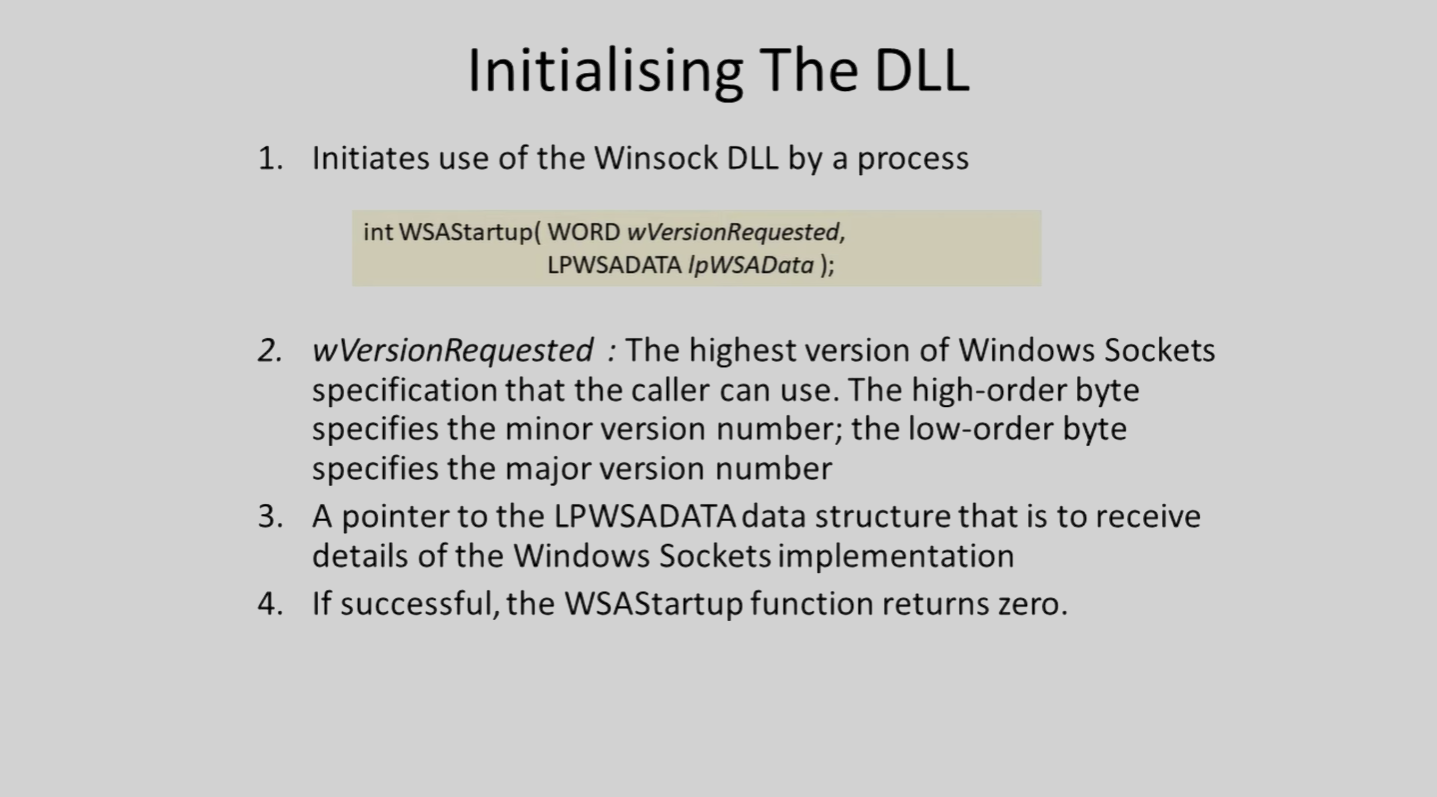 Initialising The DLL
1. Initiates use of the Winsock DLL by a process
int WSAStartup( WORD wVersionRequested,
LPWSADATA lpWSAData );
2. wVersionRequested : The highest version of Windows Sockets
specification that the caller can use. The high-order byte
specifies the minor version number; the low-order byte
specifies the major version number
3. A pointer to the LPWSADATA data structure that is to receive
details of the Windows Sockets implementation
4. If successful, the WSAStartup function returns zero.